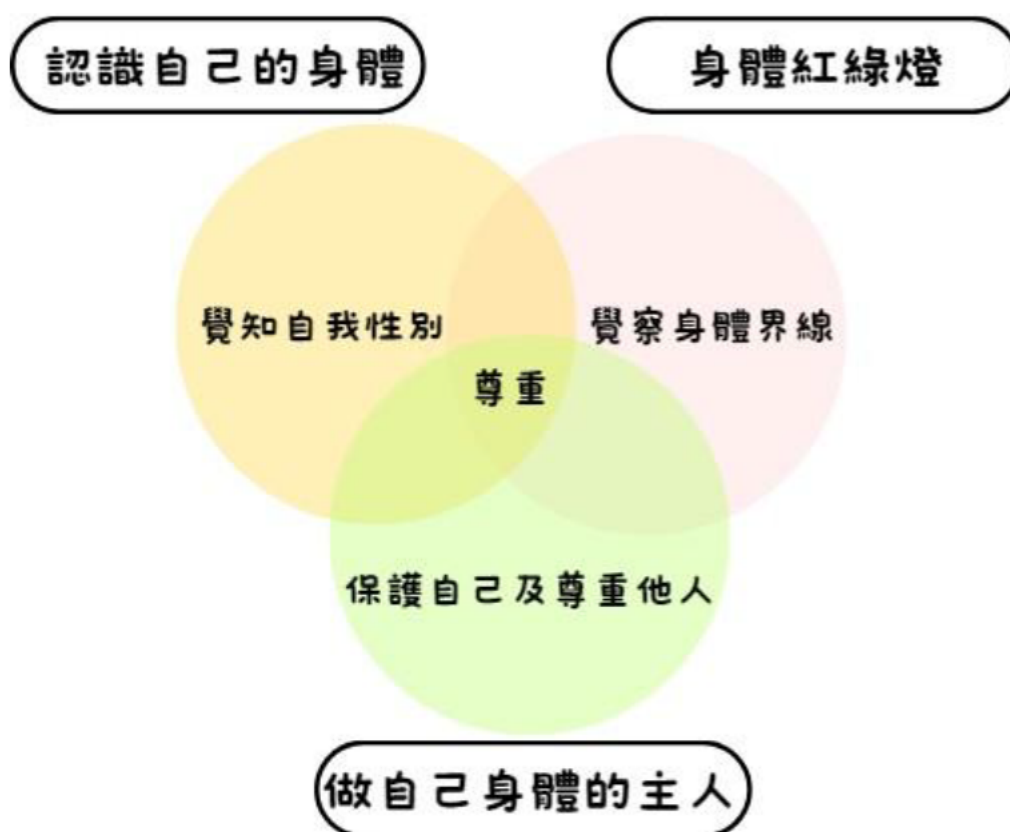 認識自己的身體
身體紅綠燈
覺知自我性別
覺察身體界線
尊重
保護自己及尊重他人
做自己身體的主人